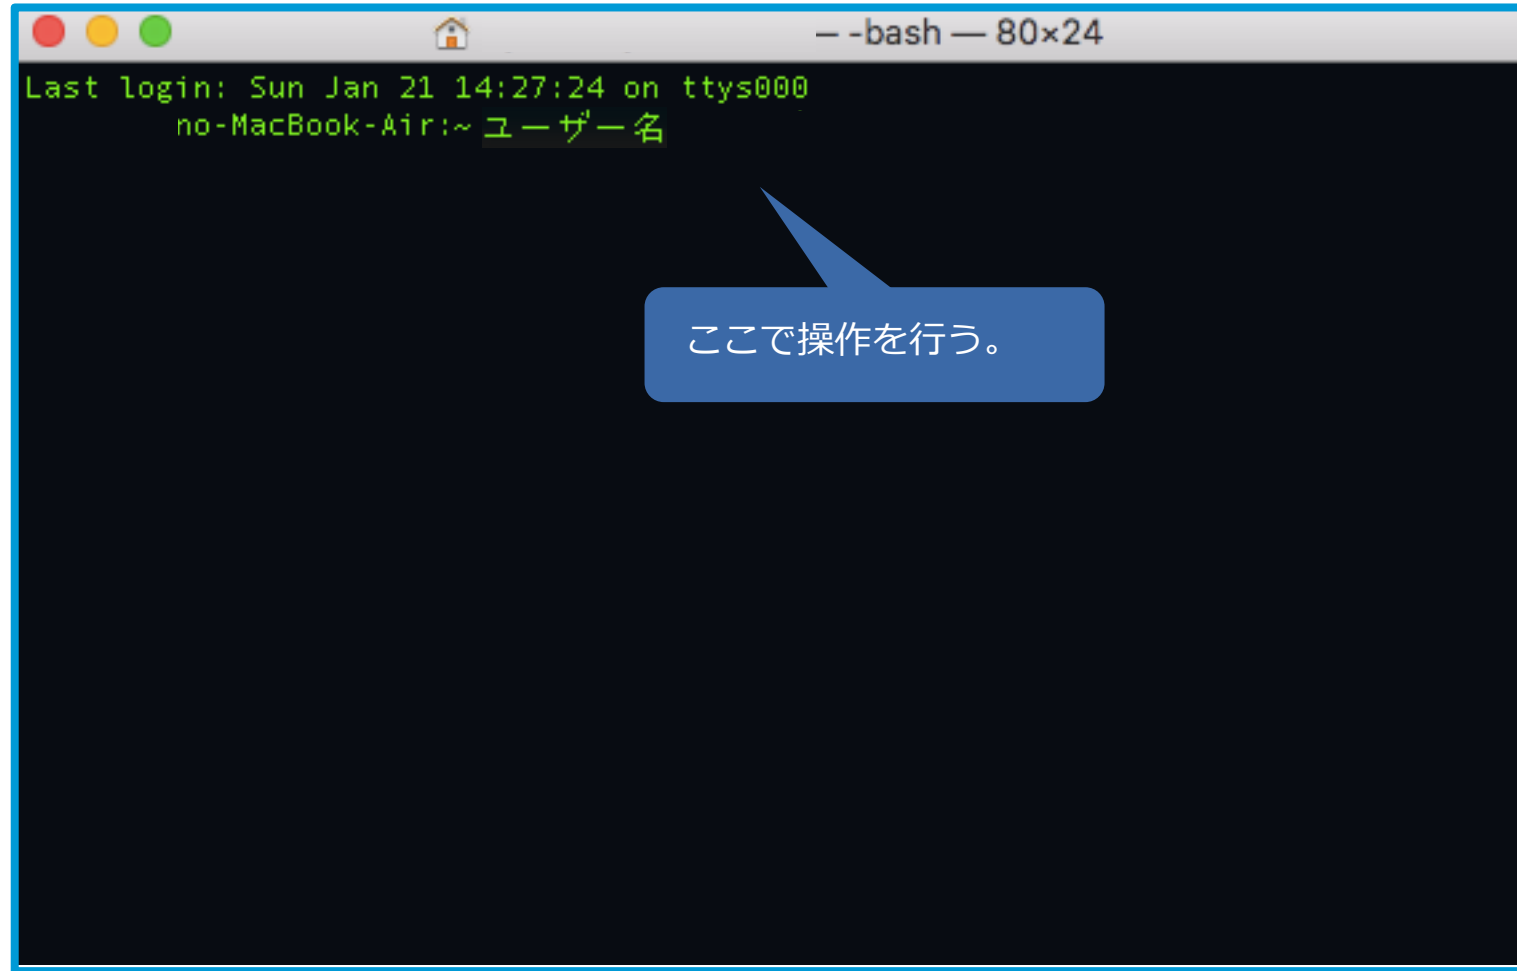 — -bash — 80×24
Last login: Sun Jan 21 14:27:24 on ttys000
no-MacBook-Air:~ ユーザー名
ここで操作を行う。